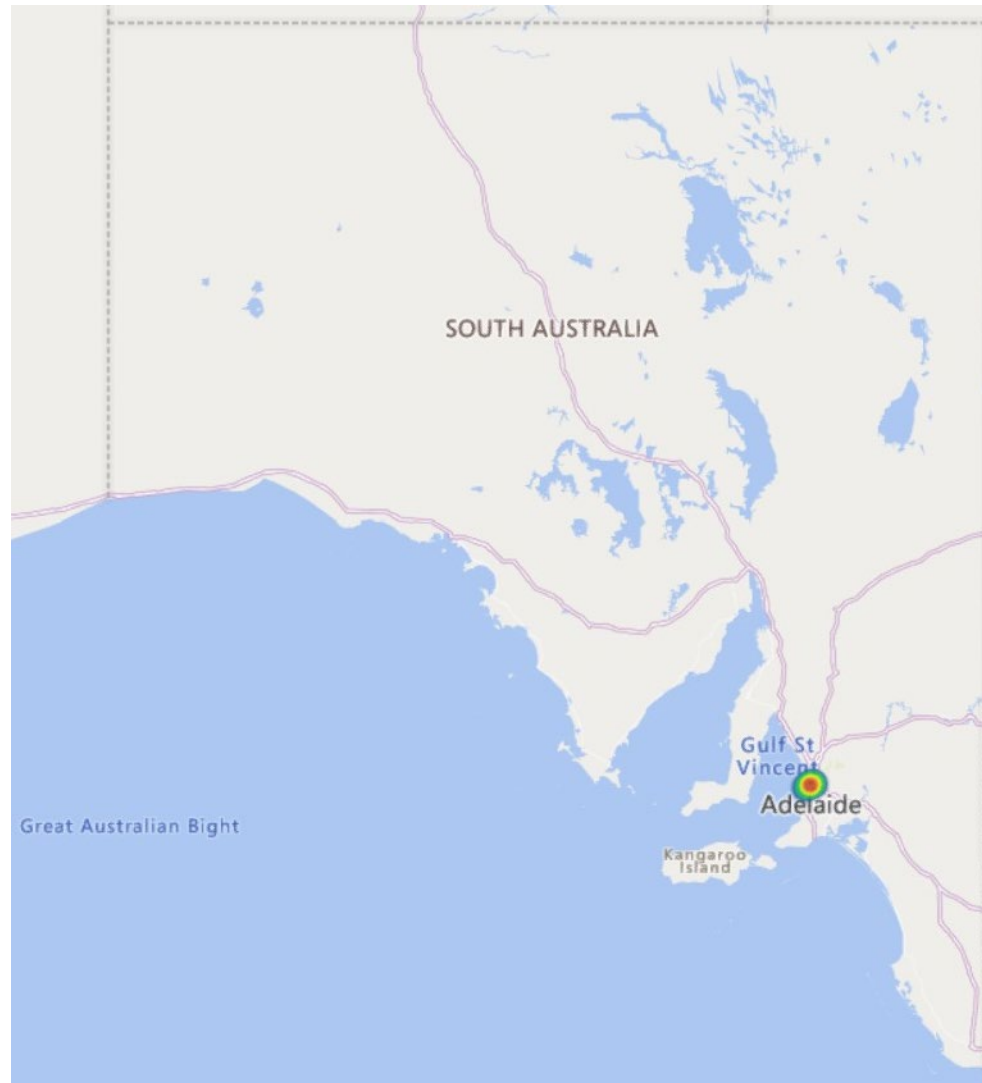 SOUTH AUSTRALIA
Gulf St
Vincent
Adelaide
Great Australian Bight
Kangaroo
Island